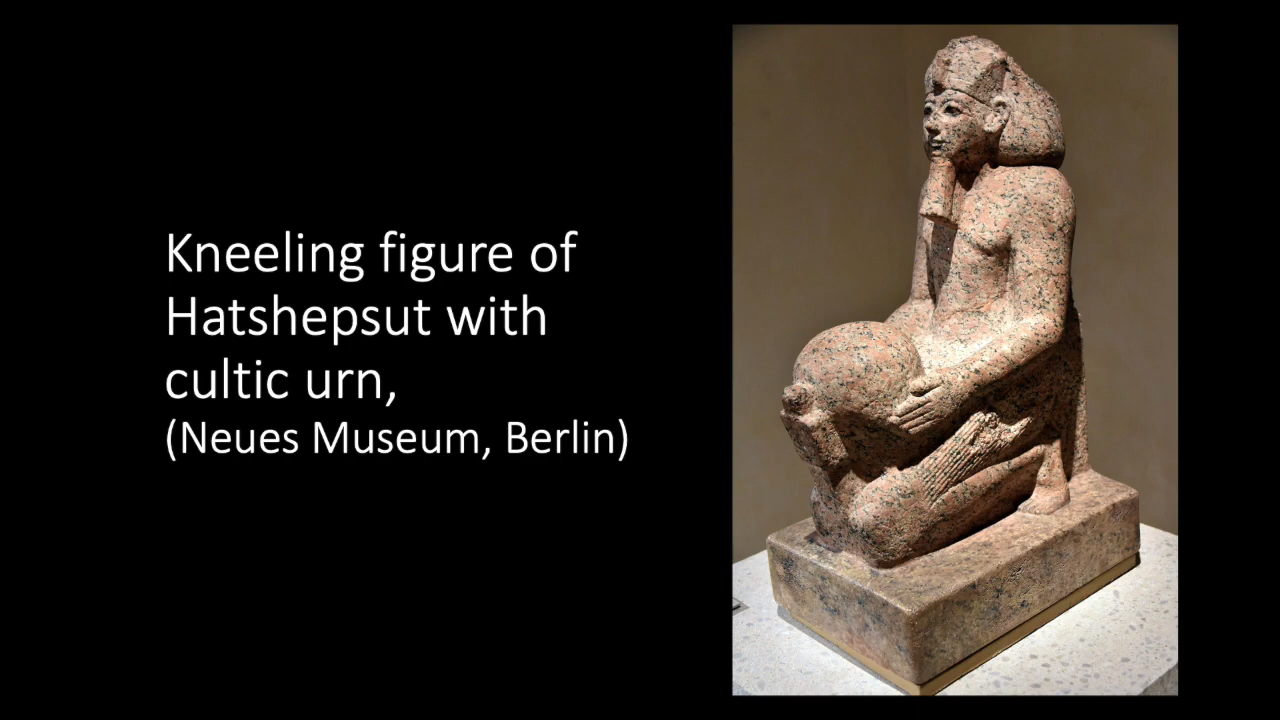 Kneeling figure of
Hatshepsut with
cultic urn,
(Neues Museum, Berlin)